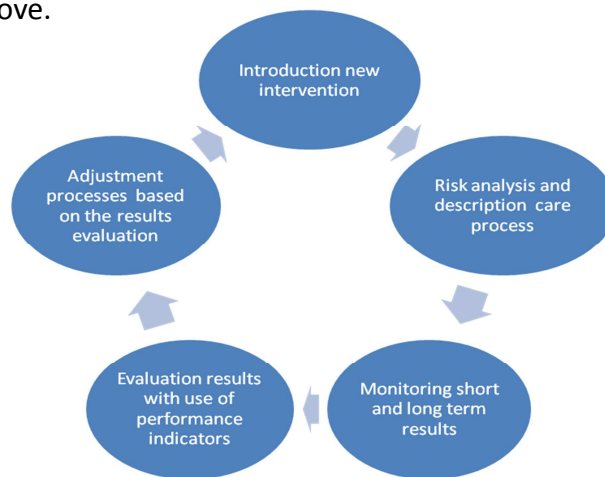 ove.
Introduction new
intervention
Risk analysis and
description care
process
Monitoring short
and long term
results
Evaluation results
with use of
performance
indicators
Adjustment
processes based
on the results
evaluation